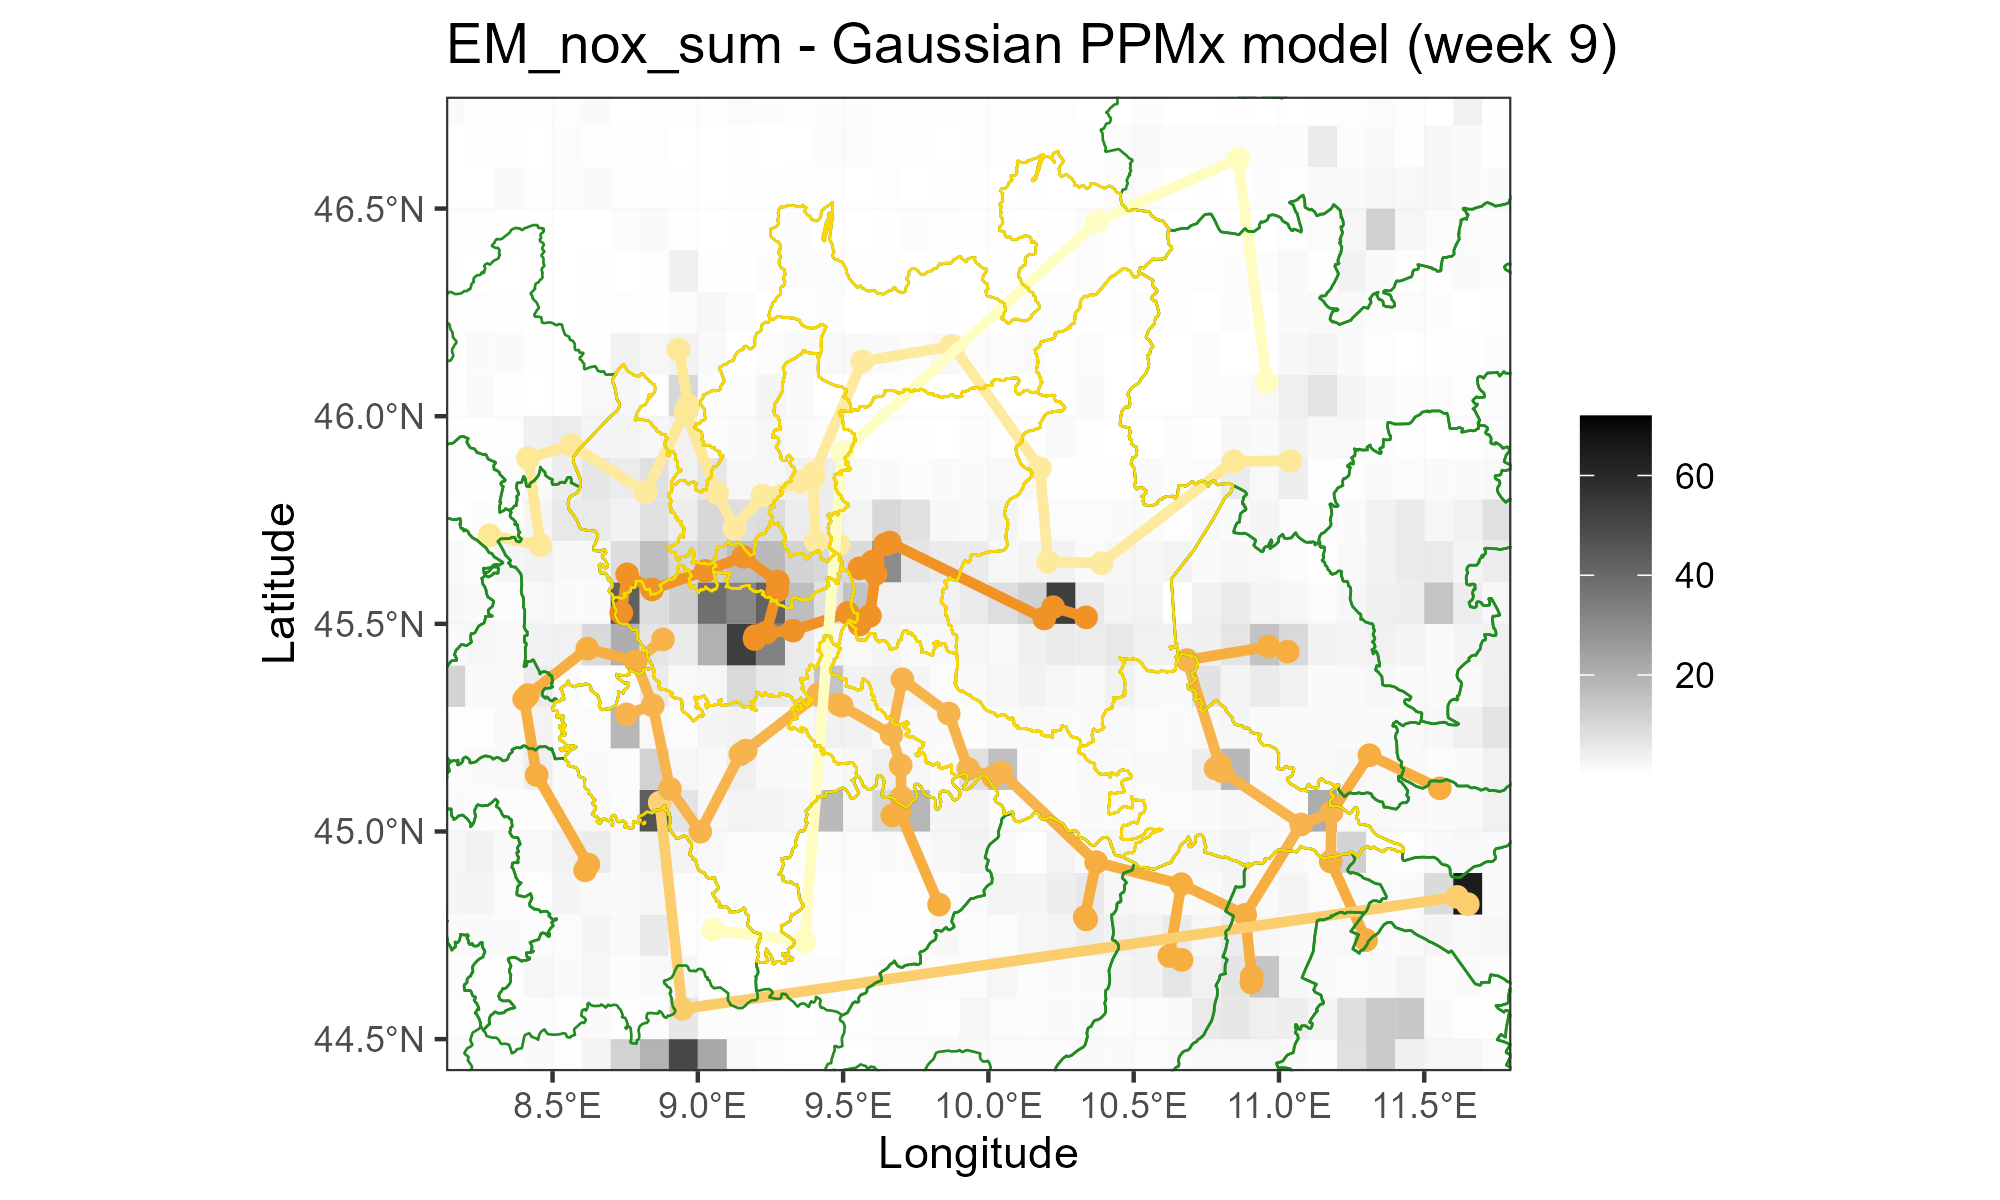 EM_nox_sum - Gaussian PPMx model (week 9)
46.5°N
46.0°N
45.5°N
45.0°N
44.5°N
Latitude
8.5°E 9.0°E 9.5°E 10.0°E 10.5°E 11.0°E 11.5°E
Longitude
60
40
20